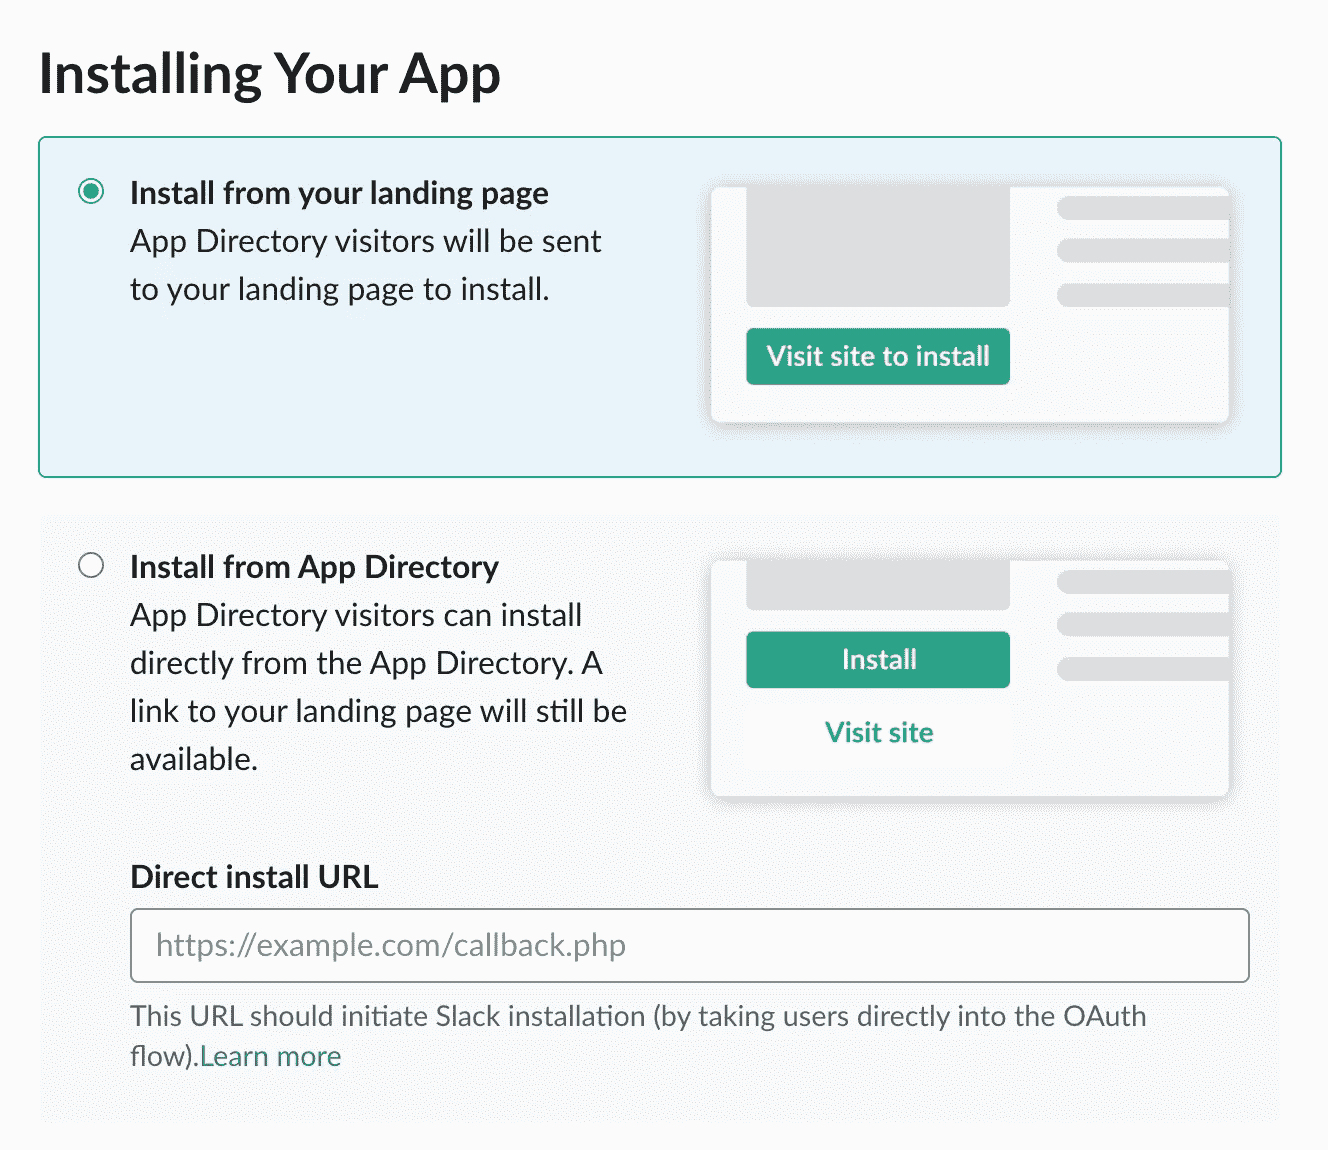 Installing Your App
Install from your landing page
App Directory visitors will be sent
to your landing page to install.
Visit site to install
Install from App Directory
App Directory visitors can install
directly from the App Directory. A
link to your landing page will still be
available.
Install
Visit site
Direct install URL
https://example.com/callback.php
This URL should initiate Slack installation (by taking users directly into the OAuth
flow).Learn more